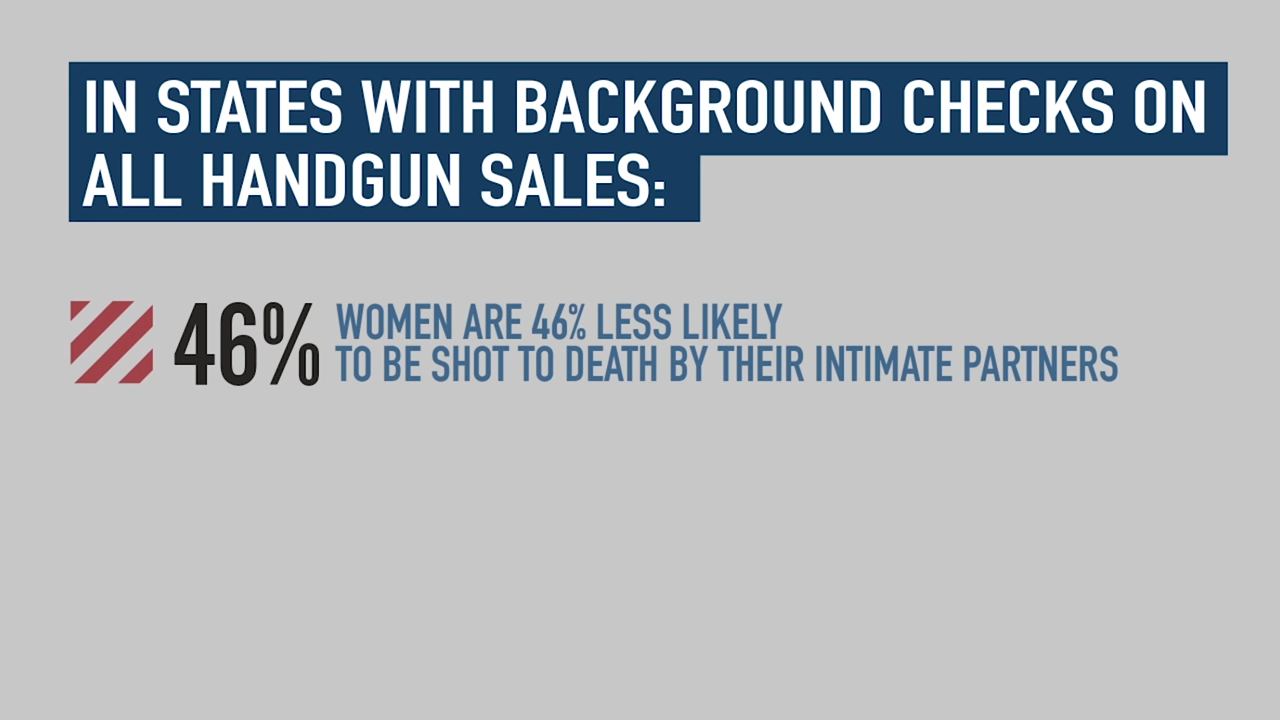 IN STATES WITH BACKGROUND CHECKS ON
ALL HANDGUN SALES:
46%
WOMEN ARE 46% LESS LIKELY
TO BE SHOT TO DEATH BY THEIR INTIMATE PARTNERS